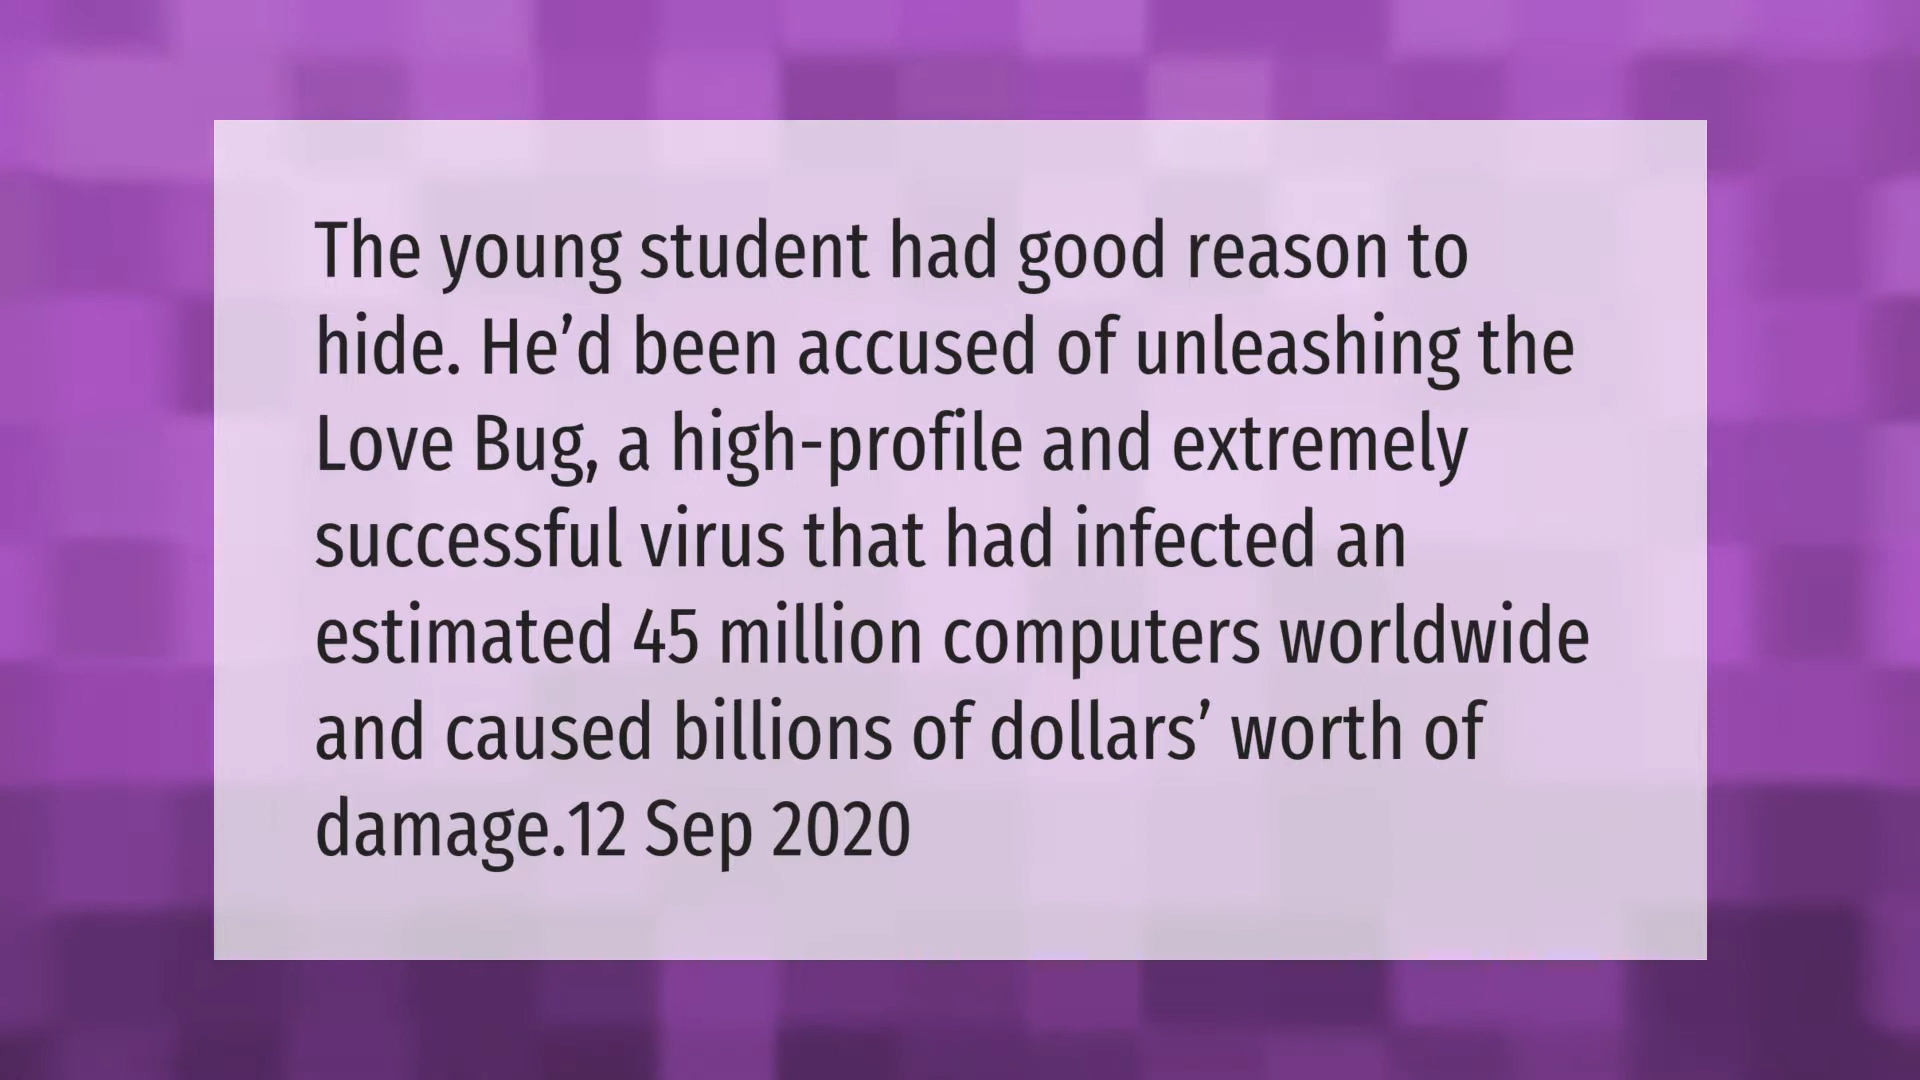 The young student had good reason to
hide. He’d been accused of unleashing the
Love Bug, a high-profile and extremely
successful virus that had infected an
estimated 45 million computers worldwide
and caused billions of dollars’ worth of
damage.12 Sep 2020